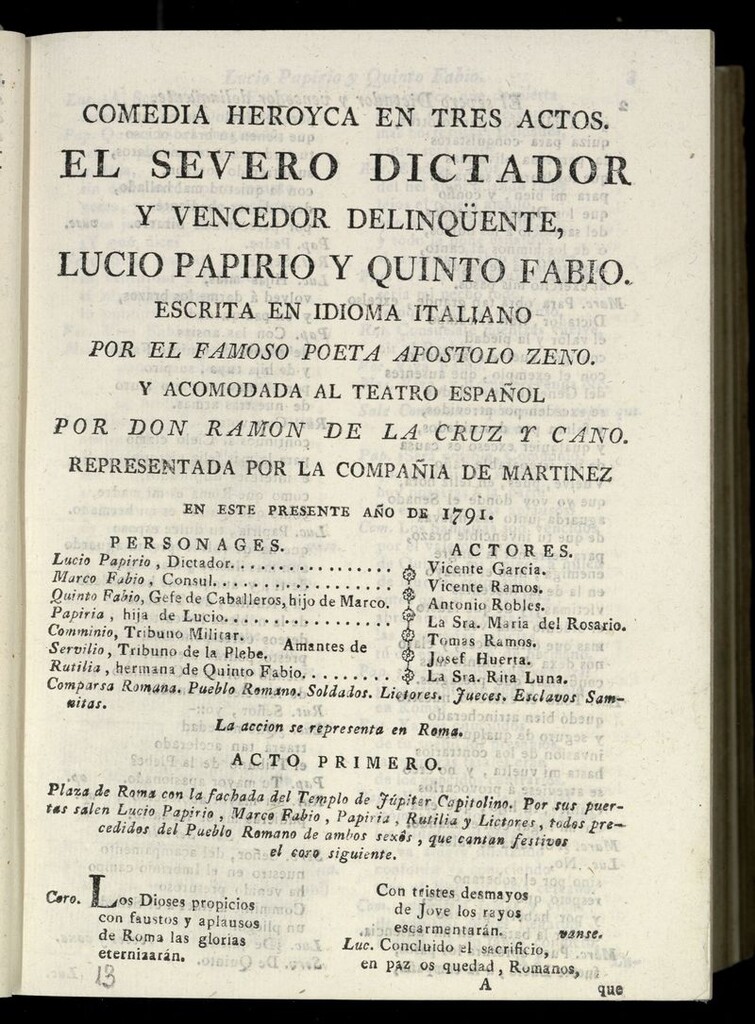 COMEDIA HEROYCA EN TRES ACTOS.
EL SEVERO DICTADOR
Y VENCEDOR DELINQÜENTE,
LUCIO PAPIRIO Y QUINTO FABIO.
ESCRITA EN IDIOMA ITALIANO
POR EL FAMOSO POETA APOSTOLO ZENO.
Y ACOMODADA AL TEATRO ESPAÑOL
POR DON RAMON DE LA CRUZ Y CANO.
REPRESENTADA POR LA COMPAÑIA DE MARTINEZ
EN ESTE PRESENTE AÑO DE 1791.
PERSONAGES.
Lucio Papirio, Dictador.
Marco Fabio, Consul.
Quinto Fabio, Gefe de Caballeros, hijo de Marco.
Papiria, hija de Lucio.
Comminio, Tribuno Militar.
Servilio, Tribuno de la Plebe. Amantes de
Rutilia, hermana de Quinto Fabio.
ACTORES.
Vicente Garcia.
Vicente Ramos.
Antonio Robles.
La Sra. Maria del Rosario.
Tomas Ramos.
Josef Huerta.
La Sra. Rita Luna.
Comparsa Romana. Pueblo Romano. Soldados. Lictores. Jueces. Esclavos Sam-
nitas.
La accion se representa en Roma.
ACTO PRIMERO.
Plaza de Roma con la fachada del Templo de Júpiter Capitolino. Por sus puer-
tas salen Lucio Papirio, Marco Fabio, Papiria, Rutilia y Lictores, todos pre-
cedidos del Pueblo Romano de ambos sexôs, que cantan festivos
el coro siguiente.
Coro. Los Dioses propicios
con faustos y aplausos
de Roma las glorias
eternizarán.
13
Con tristes desmayos
de Jove los rayos
escarmentarán. vanse.
Luc. Concluido el sacrificio,
en paz os quedad, Romanos,
A que